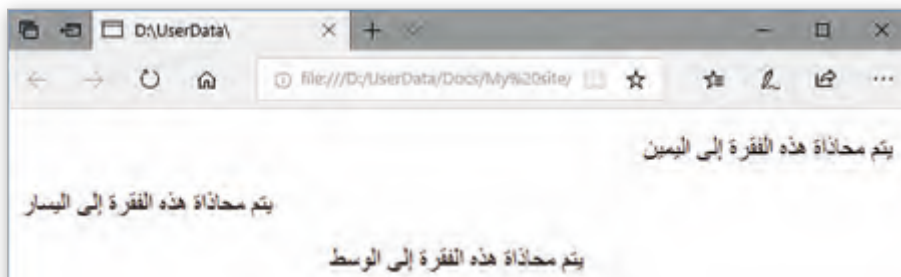 D:\UserData\
file:///D:/UserData/Docs/My%20site/
يتم محاذاة هذه الفقرة إلى اليمين
يتم محاذاة هذه الفقرة إلى اليسار
يتم محاذاة هذه الفقرة إلى الوسط